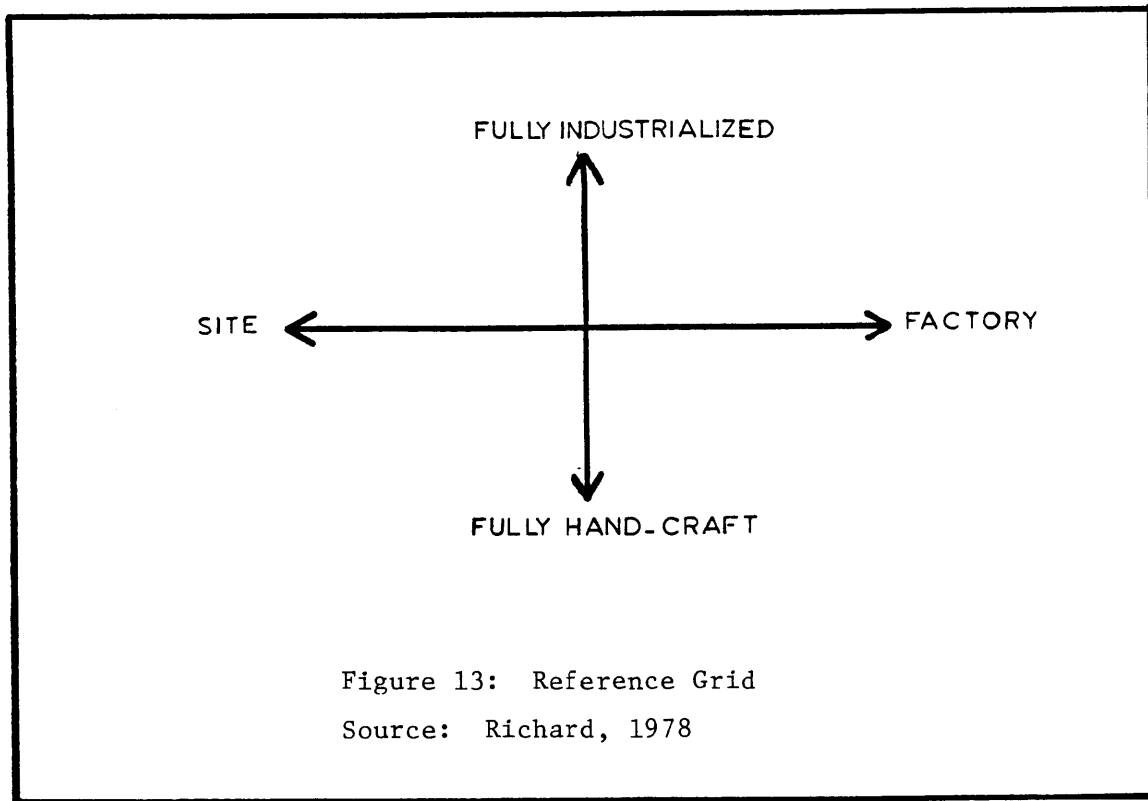 FULLY INDUSTRIALIZED
SITE
FACTORY
FULLY HAND-CRAFT
Figure 13: Reference Grid
Source: Richard, 1978